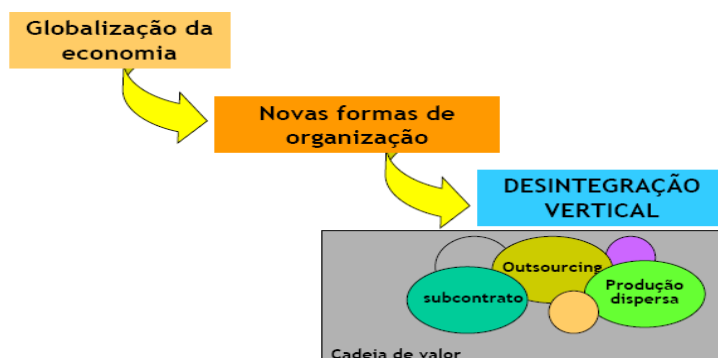 Globalização da
economia
Novas formas de
organização
DESINTEGRAÇÃO
VERTICAL
Outsourcing
subcontrato
Produção
dispersa
Cadeia de valor